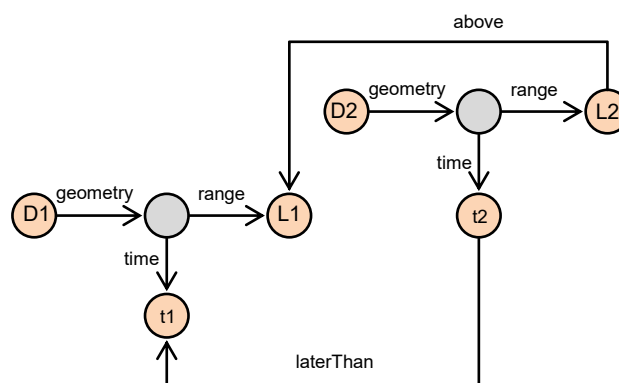 above
geometry
range
D2
L2
time
geometry
range
D1
L1
t2
time
t1
laterThan